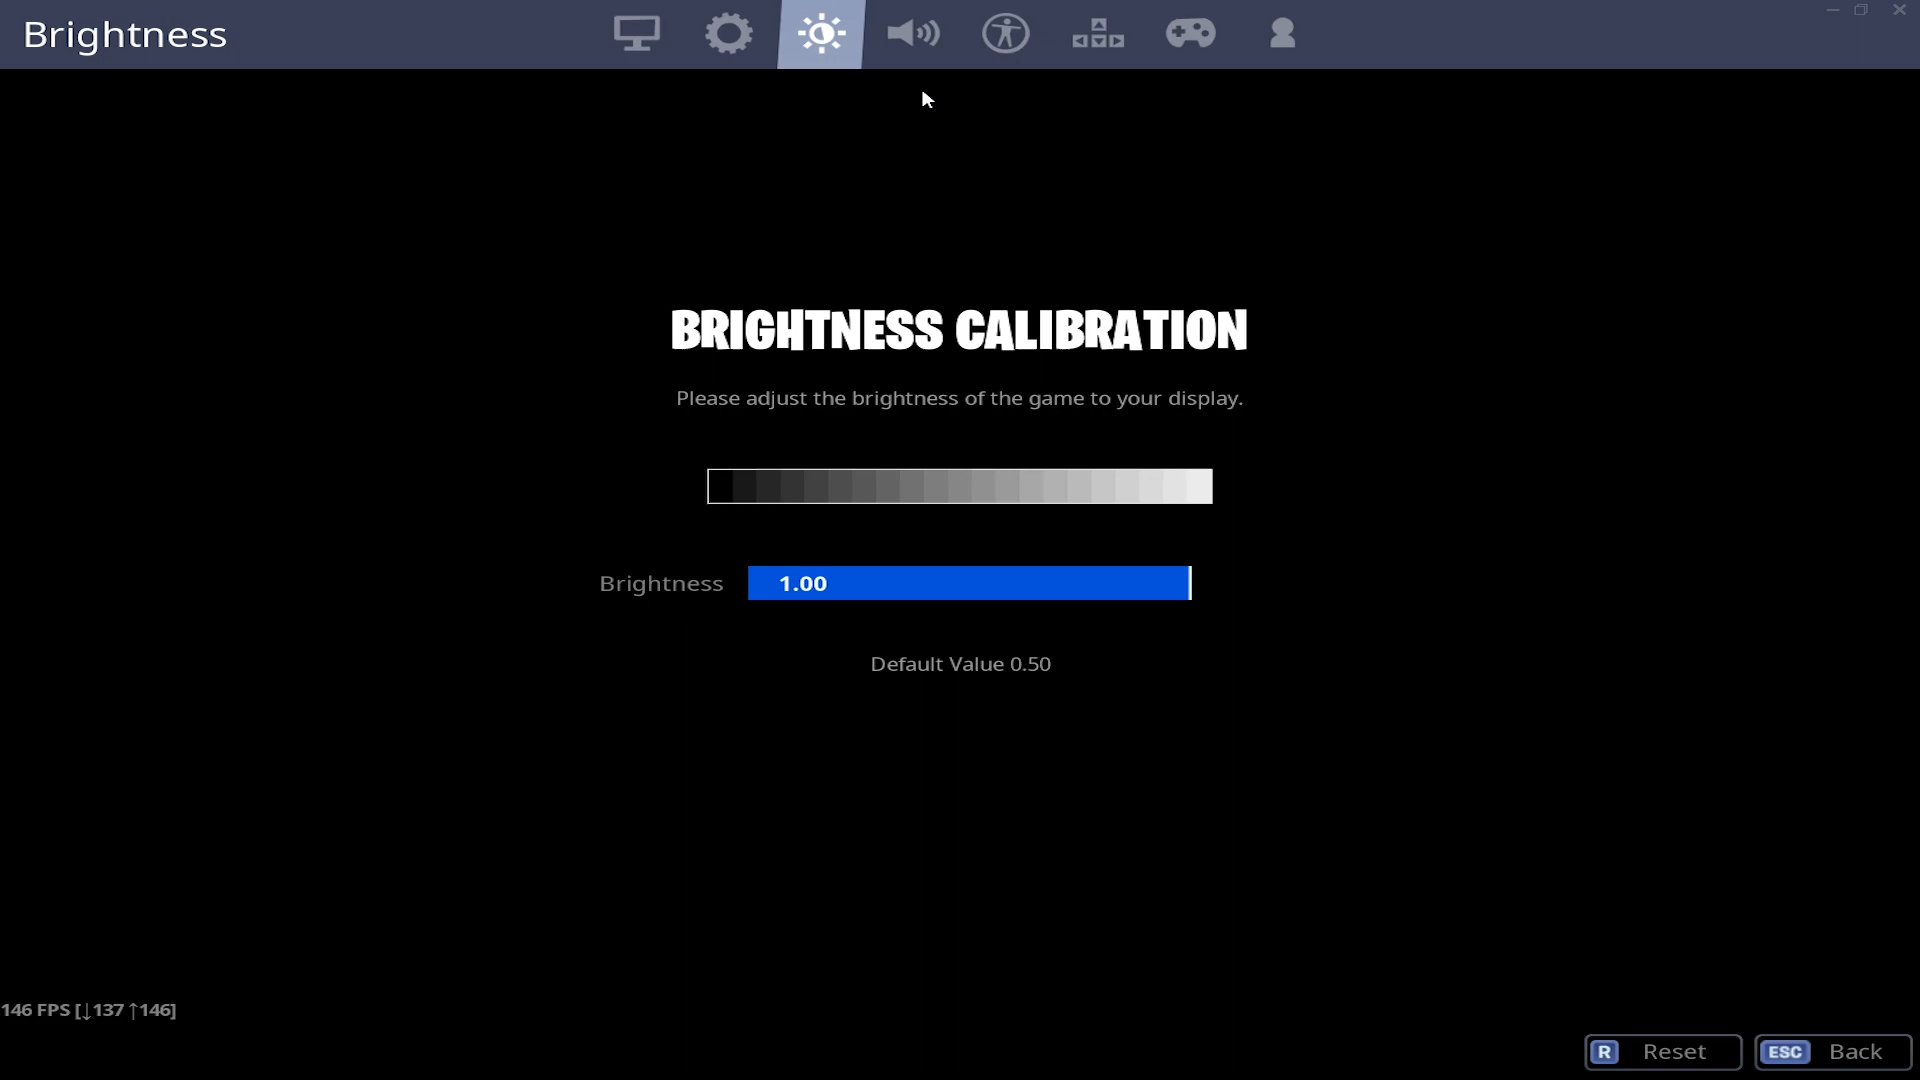 Brightness
BRIGHTNESS CALIBRATION
Please adjust the brightness of the game to your display.
Brightness 1.00
Default Value 0.50
146 FPS [↓137 ↑146]
R Reset ESC Back